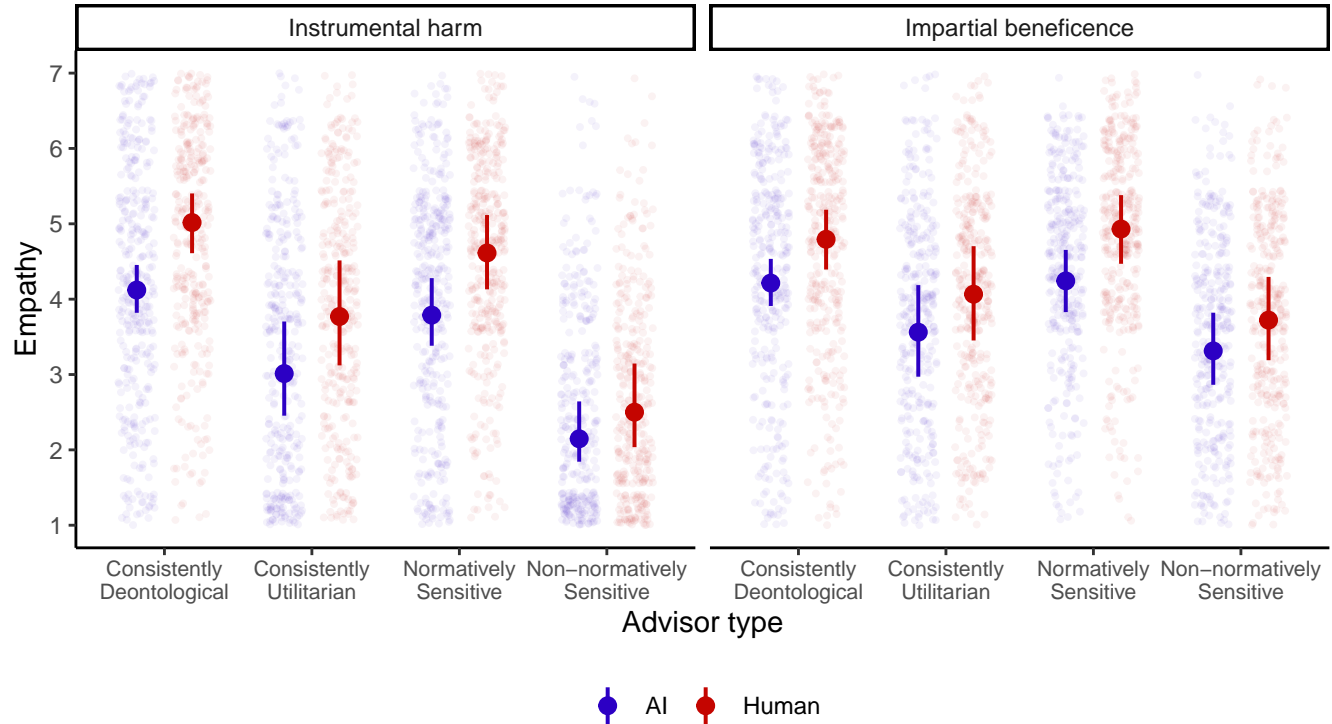 Instrumental harm
Impartial beneficence
Empathy
7
6
5
4
3
2
1
Consistently
Deontological
Consistently
Utilitarian
Normatively
Sensitive
Non−normatively
Sensitive
Consistently
Deontological
Consistently
Utilitarian
Normatively
Sensitive
Non−normatively
Sensitive
Advisor type
AI
Human